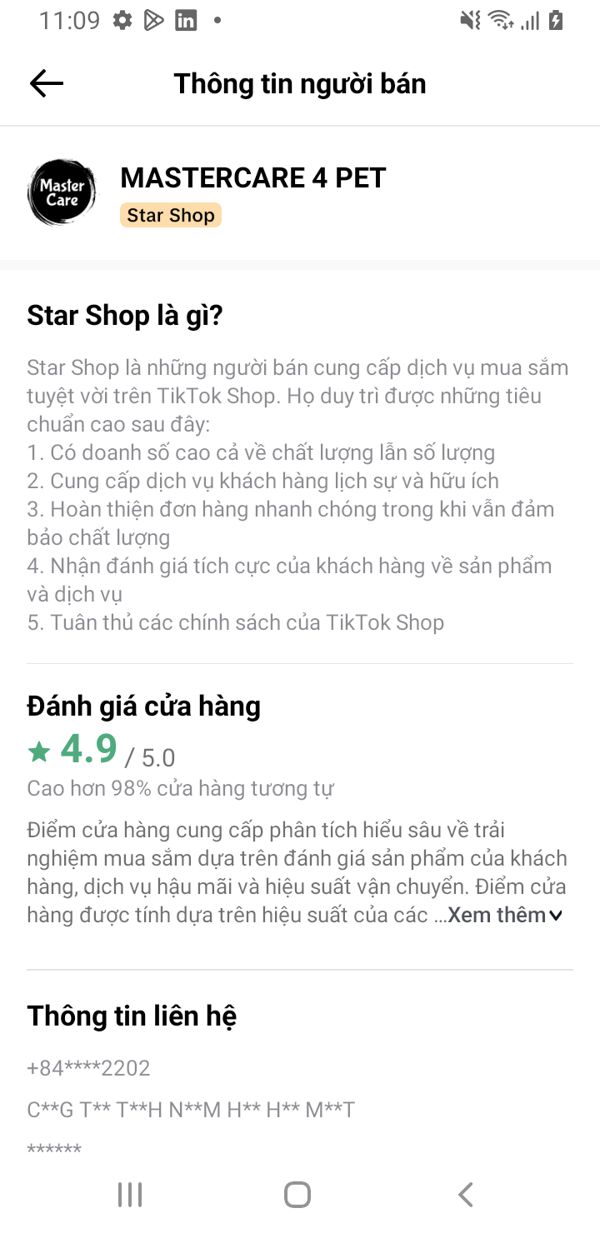 11:09
Thông tin người bán
Master
Care
MASTERCARE 4 PET
Star Shop
Star Shop là gì?
Star Shop là những người bán cung cấp dịch vụ mua sắm
tuyệt vời trên TikTok Shop. Họ duy trì được những tiêu
chuẩn cao sau đây:
1. Có doanh số cao cả về chất lượng lẫn số lượng
2. Cung cấp dịch vụ khách hàng lịch sự và hữu ích
3. Hoàn thiện đơn hàng nhanh chóng trong khi vẫn đảm
bảo chất lượng
4. Nhận đánh giá tích cực của khách hàng về sản phẩm
và dịch vụ
5. Tuân thủ các chính sách của TikTok Shop
Đánh giá cửa hàng
4.9 / 5.0
Cao hơn 98% cửa hàng tương tự
Điểm cửa hàng cung cấp phân tích hiểu sâu về trải
nghiệm mua sắm dựa trên đánh giá sản phẩm của khách
hàng, dịch vụ hậu mãi và hiệu suất vận chuyển. Điểm cửa
hàng được tính dựa trên hiệu suất của các ...Xem thêm
Thông tin liên hệ
+84****2202
C**G T** T**H N**M H** H** M**T
******